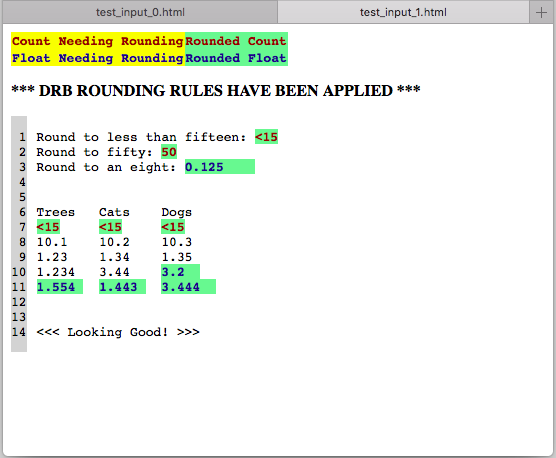 test_input_0.html test_input_1.html +
Count Needing Rounding Rounded Count
Float Needing Rounding Rounded Float
*** DRB ROUNDING RULES HAVE BEEN APPLIED ***
1 Round to less than fifteen: <15
2 Round to fifty: 50
3 Round to an eight: 0.125
4
5
6 Trees Cats Dogs
7 <15 <15 <15
8 10.1 10.2 10.3
9 1.23 1.34 1.35
10 1.234 3.44 3.2
11 1.554 1.443 3.444
12
13
14 <<< Looking Good! >>>